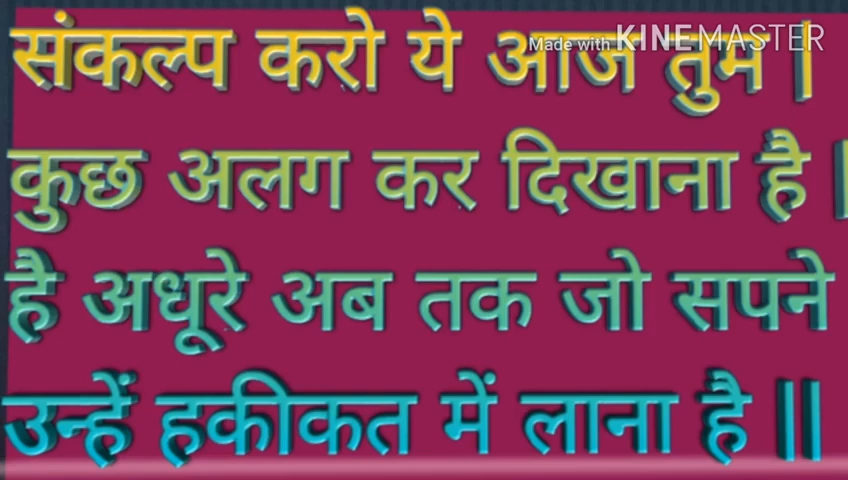 Made with KINEMASTER
संकल्प करो ये आज तुम |
कुछ अलग कर दिखाना है |
है अधूरे अब तक जो सपने
उन्हें हकीकत में लाना है ||